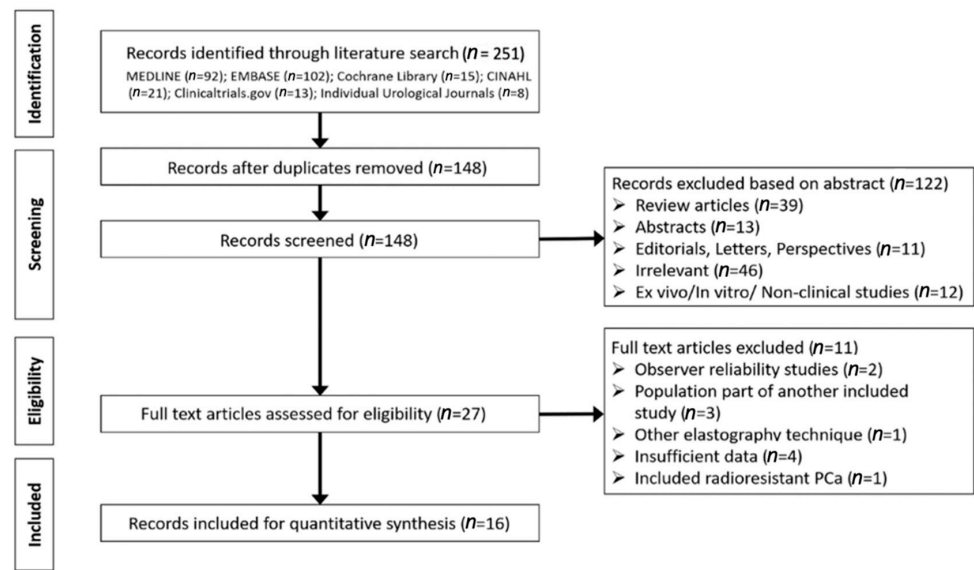 Identification
Records identified through literature search (n = 251)
MEDLINE (n=92); EMBASE (n=102); Cochrane Library (n=15); CINAHL
(n=21); Clinicaltrials.gov (n=13); Individual Urological Journals (n=8)
Screening
Records after duplicates removed (n=148)
Records screened (n=148)
Records excluded based on abstract (n=122)
➢ Review articles (n=39)
➢ Abstracts (n=13)
➢ Editorials, Letters, Perspectives (n=11)
➢ Irrelevant (n=46)
➢ Ex vivo/In vitro/ Non-clinical studies (n=12)
Eligibility
Full text articles assessed for eligibility (n=27)
Full text articles excluded (n=11)
➢ Observer reliability studies (n=2)
➢ Population part of another included
study (n=3)
➢ Other elastographv technique (n=1)
➢ Insufficient data (n=4)
➢ Included radioresistant PCa (n=1)
Included
Records included for quantitative synthesis (n=16)